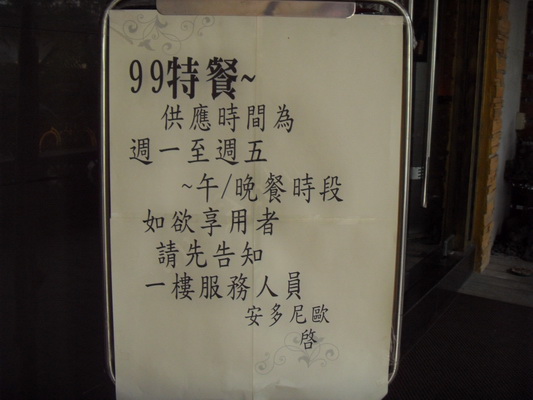 99特餐~
供應時間為
週一至週五
~午/晚餐時段
如欲享用者
請先告知
一樓服務人員
安多尼歐
啓